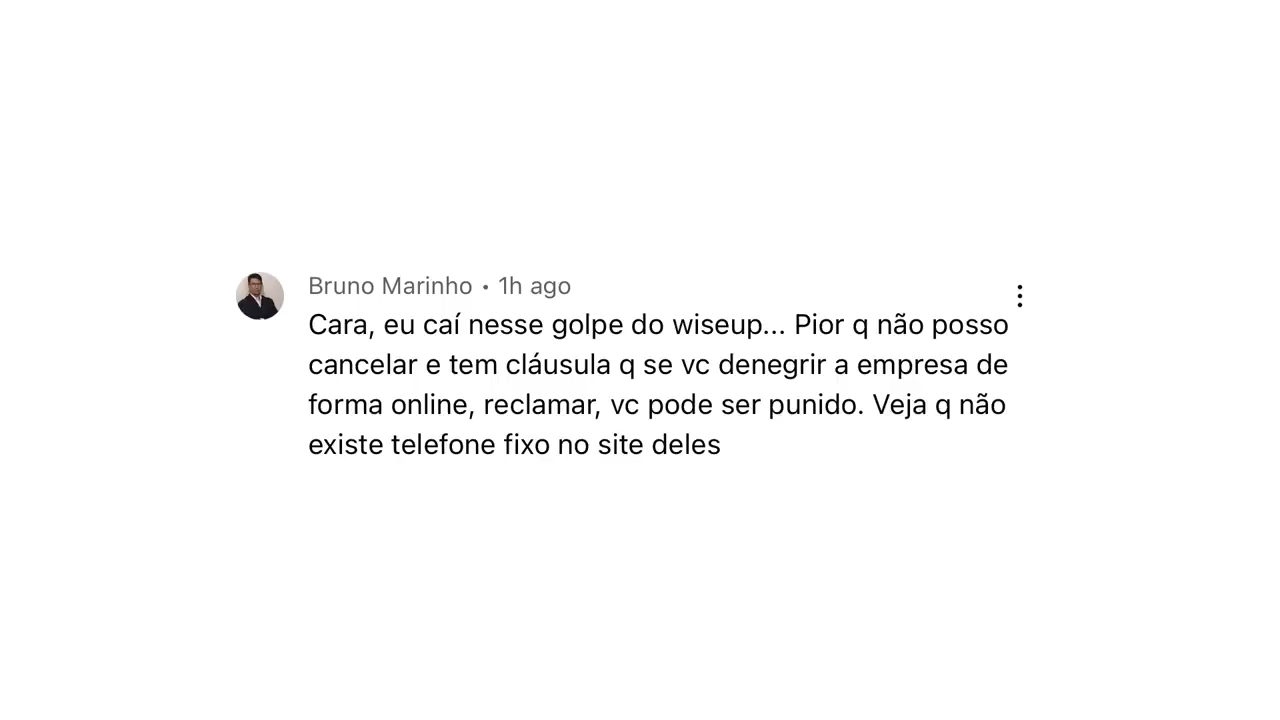 Bruno Marinho • 1h ago
Cara, eu caí nesse golpe do wiseup... Pior q não posso
cancelar e tem cláusula q se vc denegrir a empresa de
forma online, reclamar, vc pode ser punido. Veja q não
existe telefone fixo no site deles